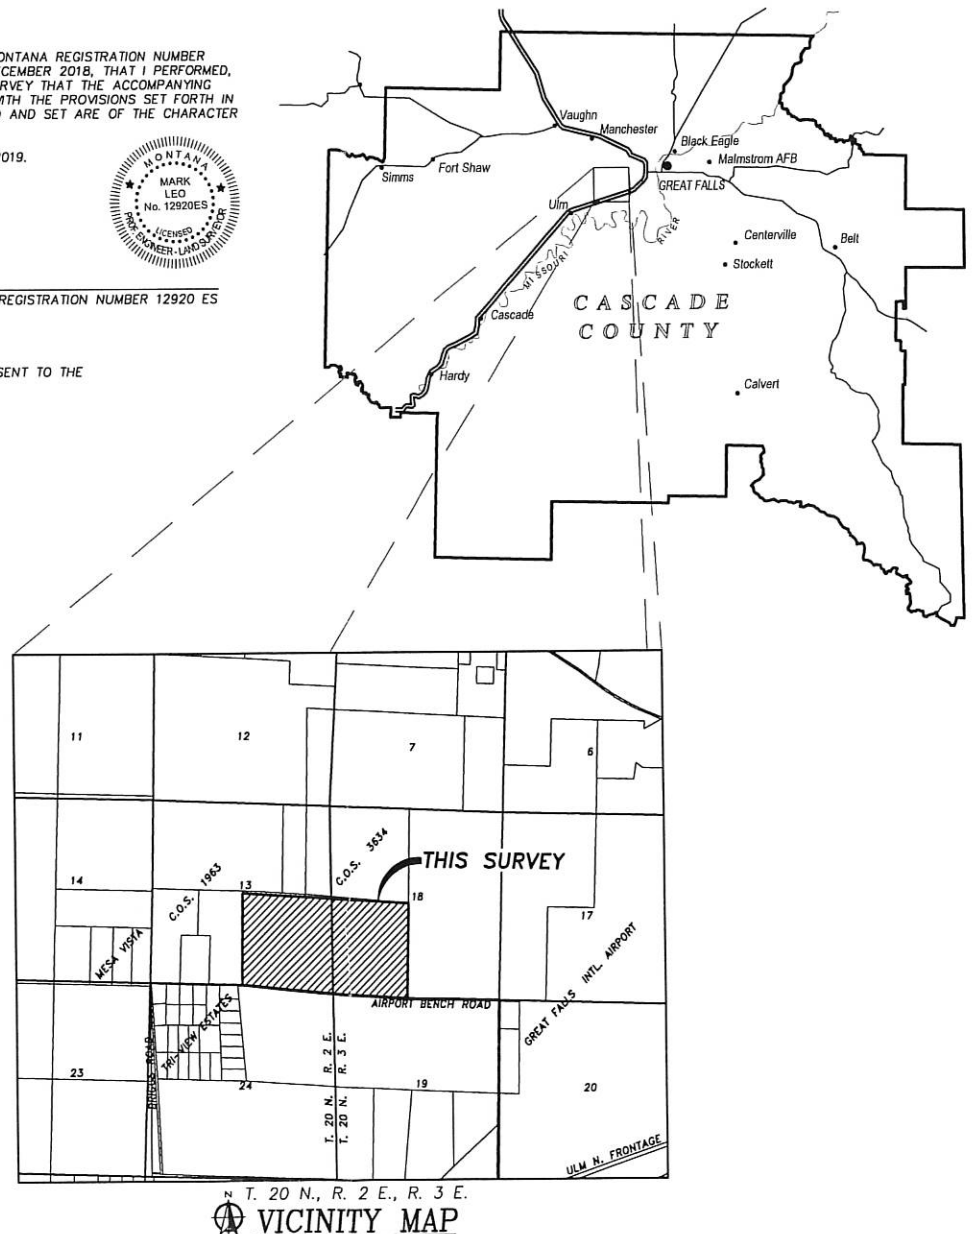 ONTANA REGISTRATION NUMBER
CEMBER 2018, THAT I PERFORMED,
RVEY THAT THE ACCOMPANYING
WITH THE PROVISIONS SET FORTH IN
D AND SET ARE OF THE CHARACTER
2019.
MONTANA
MARK
LEO
No. 12920ES
LICENSED
PROF. ENGINEER - LAND SURVEYOR
REGISTRATION NUMBER 12920 ES
SENT TO THE
Vaughn
Manchester
Black Eagle
Malmstrom AFB
Fort Shaw
Simms
GREAT FALLS
Ulm
RIVER
MISSOURI
Centerville
Belt
Stockett
CASCADE
COUNTY
Cascade
Hardy
Calvert
11
12
7
6
C.O.S. 3634
THIS SURVEY
14
C.O.S. 1963
13
18
17
MESA VISTA
GREAT FALLS INTL. AIRPORT
AIRPORT BENCH ROAD
TRI-VIEW ESTATES
BRIGGS ROAD
T. 20 N. R. 2 E.
T. 20 N. R. 3 E.
23
24
19
20
ULM N. FRONTAGE
T. 20 N., R. 2 E., R. 3 E.
N
VICINITY MAP